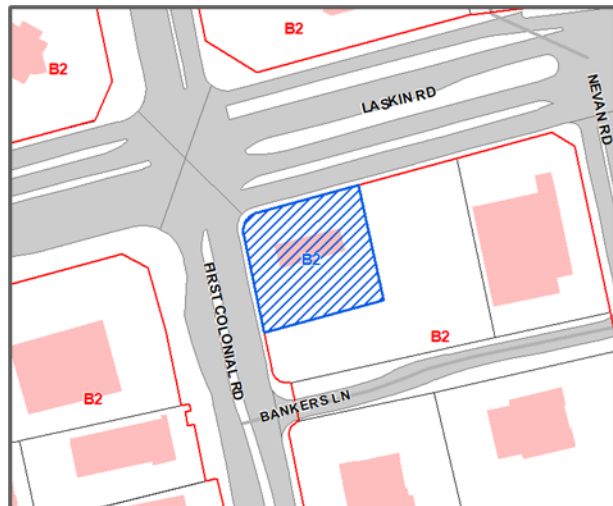 B2
B2
LASKIN RD
NEVAN RD
B2
FIRST COLONIAL RD
B2
B2
BANKERS LN